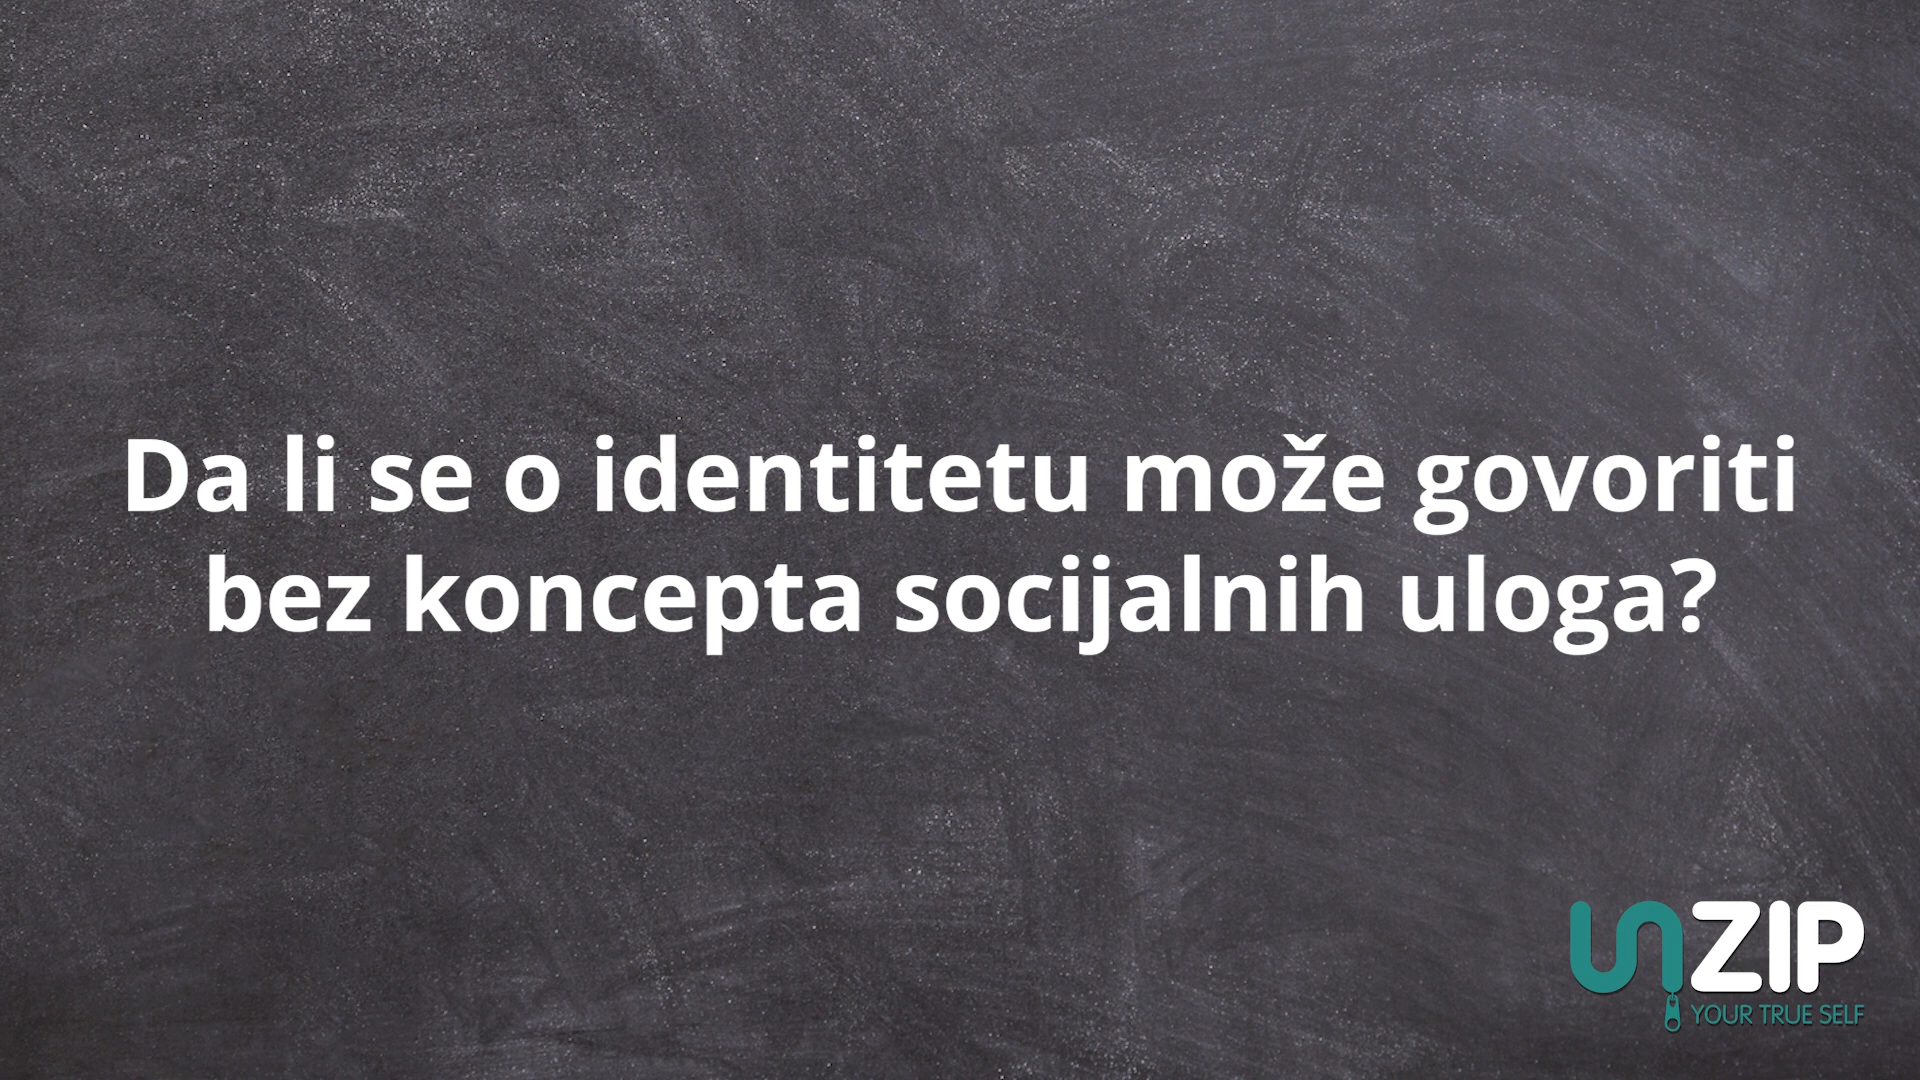 Da li se o identitetu može govoriti
bez koncepta socijalnih uloga?
unZIP
YOUR TRUE SELF